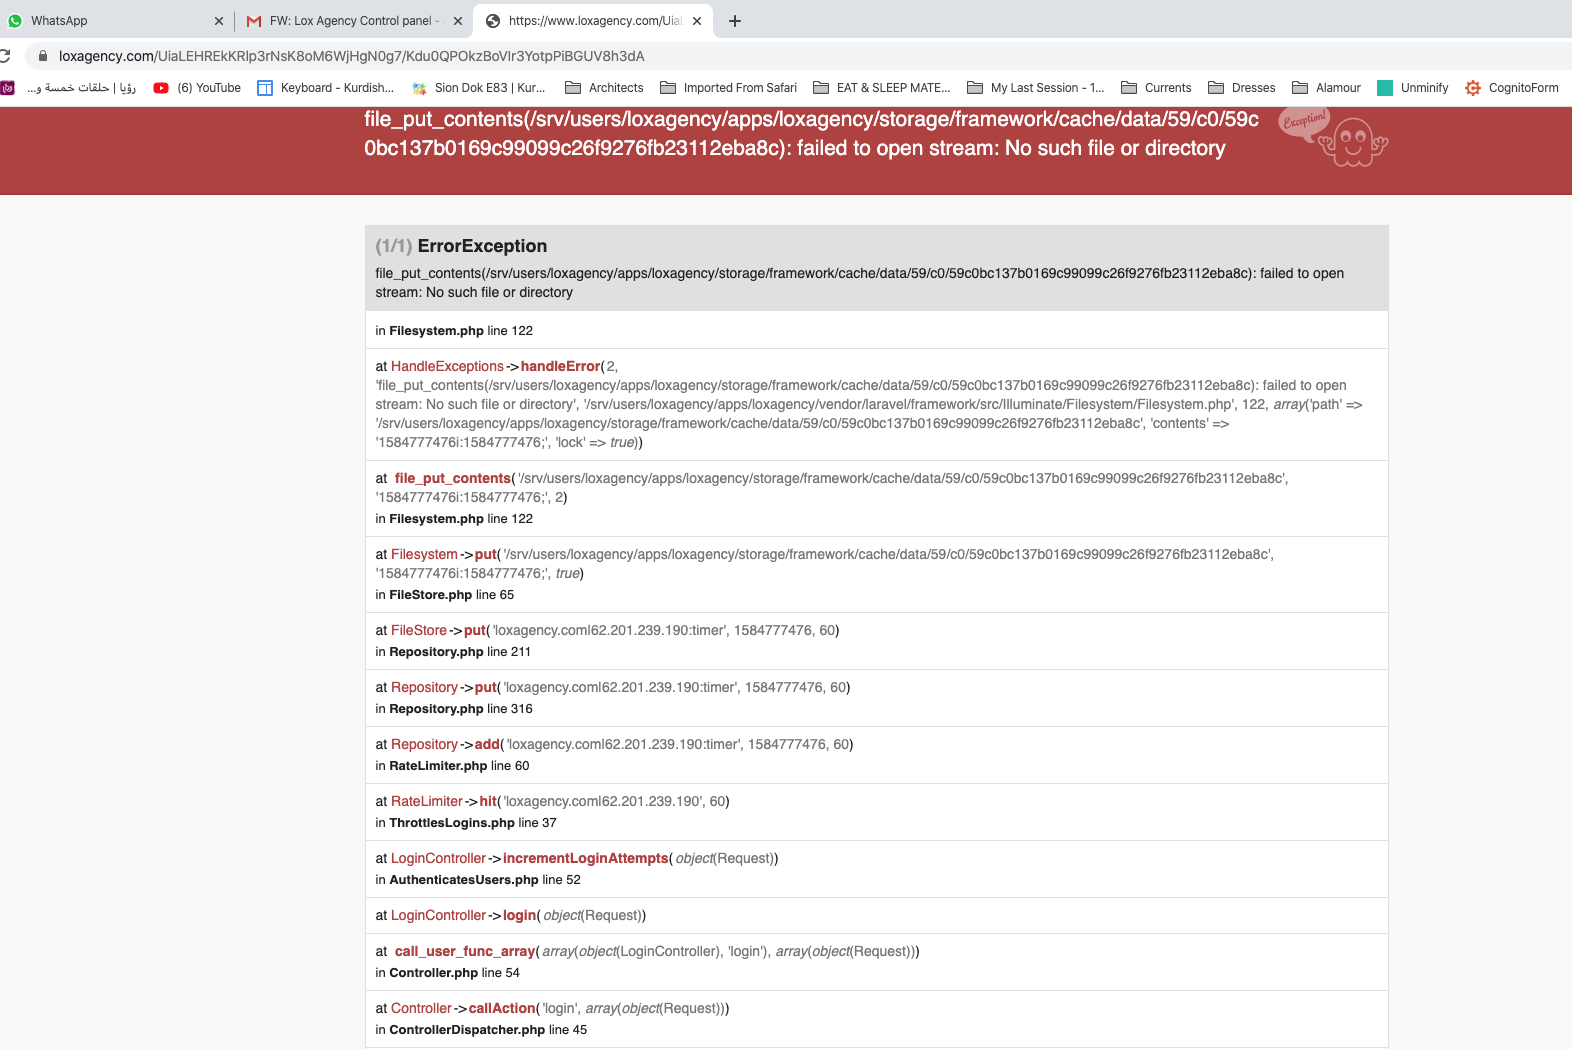 WhatsApp
FW: Lox Agency Control panel -
https://www.loxagency.com/Uial
loxagency.com/UiaLEHREkKRlp3rNsK8oM6WjHgN0g7/Kdu0QPOkzBoVlr3YotpPiBGUV8h3dA
رؤيا | حلقات خمسة و...
(6) YouTube
Keyboard - Kurdish...
Sion Dok E83 | Kur...
Architects
Imported From Safari
EAT & SLEEP MATE...
My Last Session - 1...
Currents
Dresses
Alamour
Unminify
CognitoForm
file_put_contents(/srv/users/loxagency/apps/loxagency/storage/framework/cache/data/59/c0/59c
0bc137b0169c99099c26f9276fb23112eba8c): failed to open stream: No such file or directory
Exception!
(1/1) ErrorException
file_put_contents(/srv/users/loxagency/apps/loxagency/storage/framework/cache/data/59/c0/59c0bc137b0169c99099c26f9276fb23112eba8c): failed to open
stream: No such file or directory
in Filesystem.php line 122
at HandleExceptions->handleError(2,
'file_put_contents(/srv/users/loxagency/apps/loxagency/storage/framework/cache/data/59/c0/59c0bc137b0169c99099c26f9276fb23112eba8c): failed to open
stream: No such file or directory', '/srv/users/loxagency/apps/loxagency/vendor/laravel/framework/src/Illuminate/Filesystem/Filesystem.php', 122, array('path' =>
'/srv/users/loxagency/apps/loxagency/storage/framework/cache/data/59/c0/59c0bc137b0169c99099c26f9276fb23112eba8c', 'contents' =>
'1584777476i:1584777476;', 'lock' => true))
at file_put_contents('/srv/users/loxagency/apps/loxagency/storage/framework/cache/data/59/c0/59c0bc137b0169c99099c26f9276fb23112eba8c',
'1584777476i:1584777476;', 2)
in Filesystem.php line 122
at Filesystem->put('/srv/users/loxagency/apps/loxagency/storage/framework/cache/data/59/c0/59c0bc137b0169c99099c26f9276fb23112eba8c',
'1584777476i:1584777476;', true)
in FileStore.php line 65
at FileStore->put('loxagency.com|62.201.239.190:timer', 1584777476, 60)
in Repository.php line 211
at Repository->put('loxagency.com|62.201.239.190:timer', 1584777476, 60)
in Repository.php line 316
at Repository->add('loxagency.com|62.201.239.190:timer', 1584777476, 60)
in RateLimiter.php line 60
at RateLimiter->hit('loxagency.com|62.201.239.190', 60)
in ThrottlesLogins.php line 37
at LoginController->incrementLoginAttempts(object(Request))
in AuthenticatesUsers.php line 52
at LoginController->login(object(Request))
at call_user_func_array(array(object(LoginController), 'login'), array(object(Request)))
in Controller.php line 54
at Controller->callAction('login', array(object(Request)))
in ControllerDispatcher.php line 45